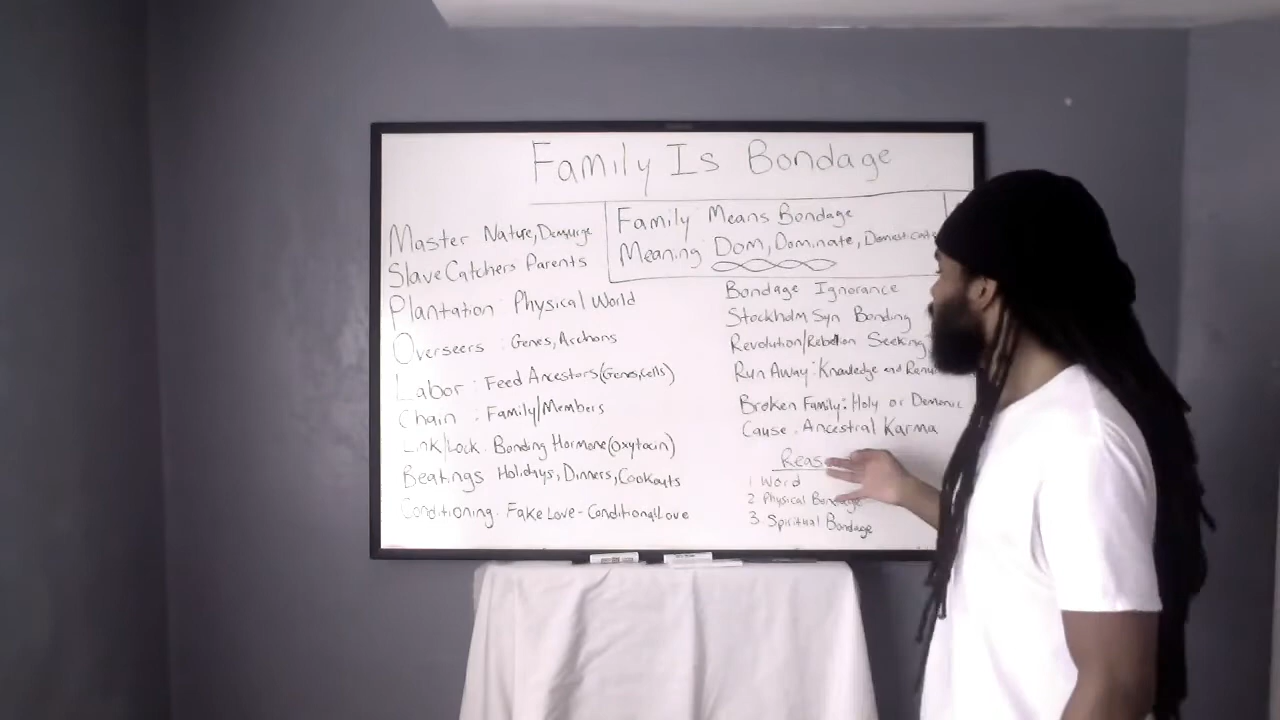 Family Is Bondage
Family Means Bondage
Meaning Dom, Dominate, Domesticate
Master Nature, Demiurge
Slave Catchers Parents
Plantation: Physical World
Overseers : Genes, Archons
Labor : Feed Ancestors (Genes, Cells)
Chain : Family/Members
Link/Lock. Bonding Hormone (Oxytocin)
Beatings Holidys, Dinners, Cookouts
Conditioning. Fake Love - Conditional Love
Bondage Ignorance
Stockholm Syn Bonding
Revolution/Rebellion Seeking
Run Away: Knowledge and
Broken Family: Holy or Demonic
Cause . Ancestral Karma
1 Word
2 Physical Bondage
3 Spiritual Bondage